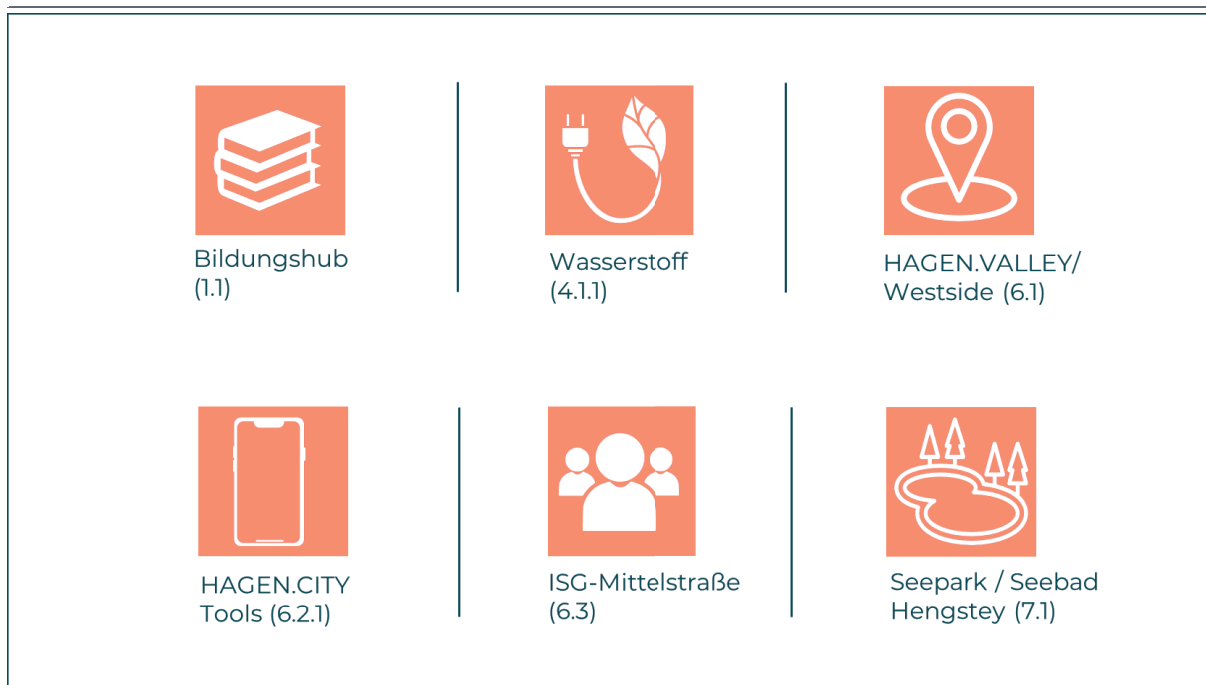 Bildungshub
(1.1)
Wasserstoff
(4.1.1)
HAGEN.VALLEY/
Westside (6.1)
HAGEN.CITY
Tools (6.2.1)
ISG-Mittelstraße
(6.3)
Seepark / Seebad
Hengstey (7.1)